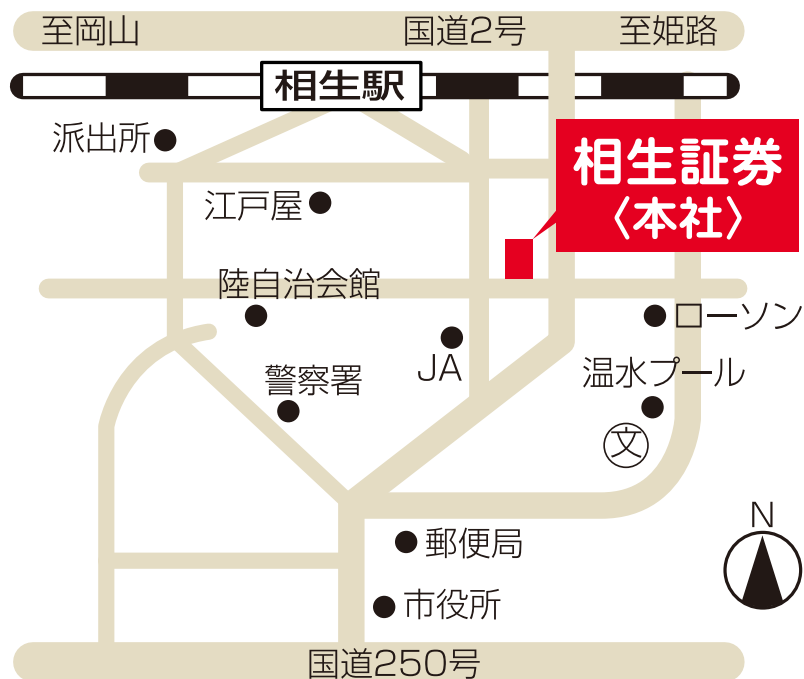 至岡山
国道2号
至姫路
相生駅
派出所
相生証券
〈本社〉
江戸屋
陸自治会館
ローソン
JA
温水プール
警察署
文
N
郵便局
市役所
国道250号